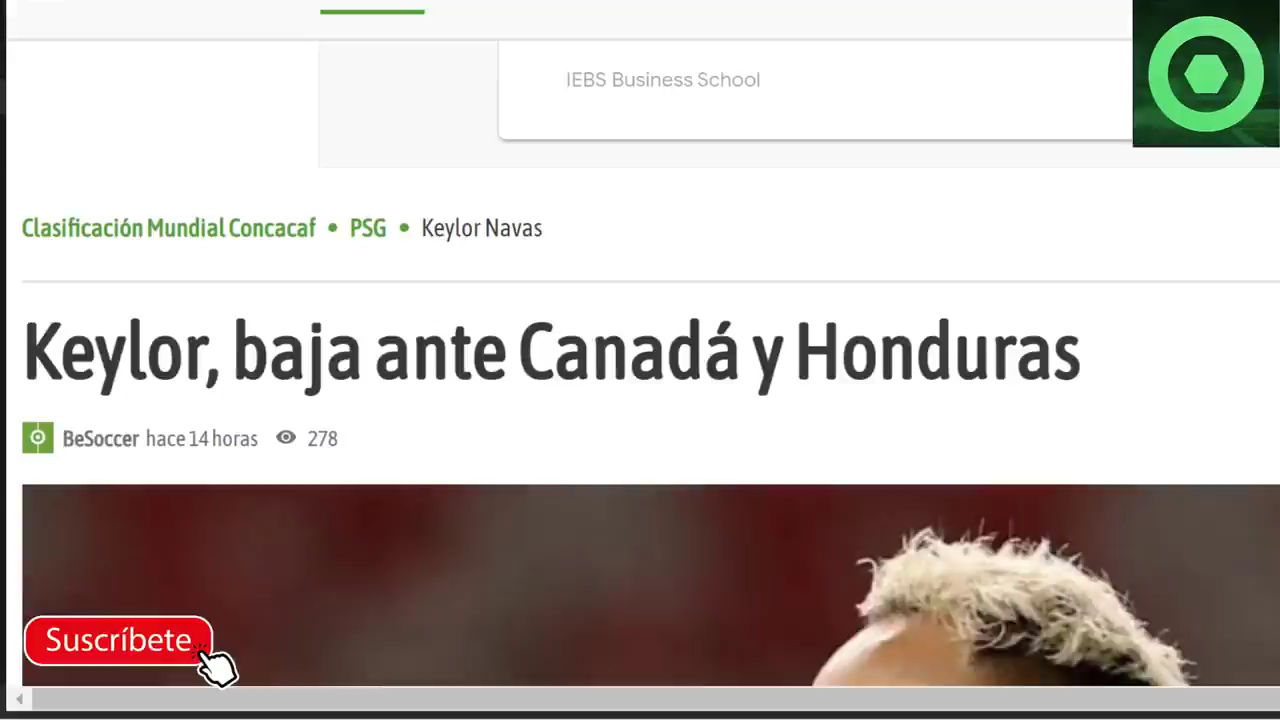 IEBS Business School
Clasificación Mundial Concacaf • PSG • Keylor Navas
Keylor, baja ante Canadá y Honduras
BeSoccer hace 14 horas 278
Suscríbete